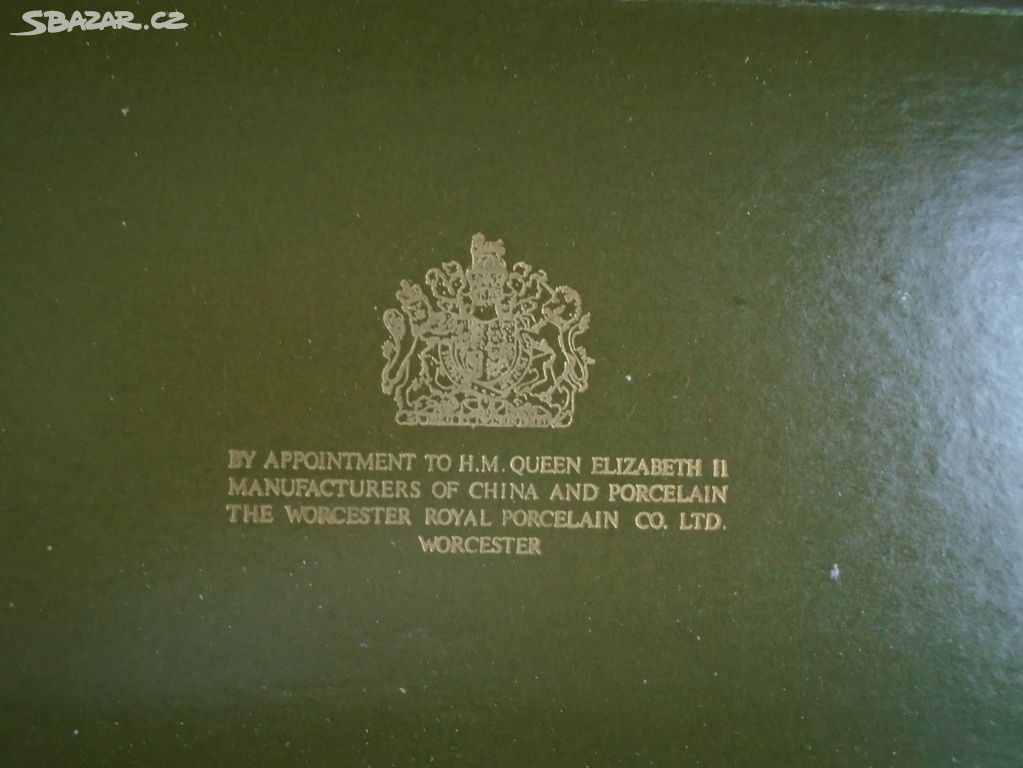 SBAZAR.CZ
BY APPOINTMENT TO H.M. QUEEN ELIZABETH II
MANUFACTURERS OF CHINA AND PORCELAIN
THE WORCESTER ROYAL PORCELAIN CO. LTD.
WORCESTER